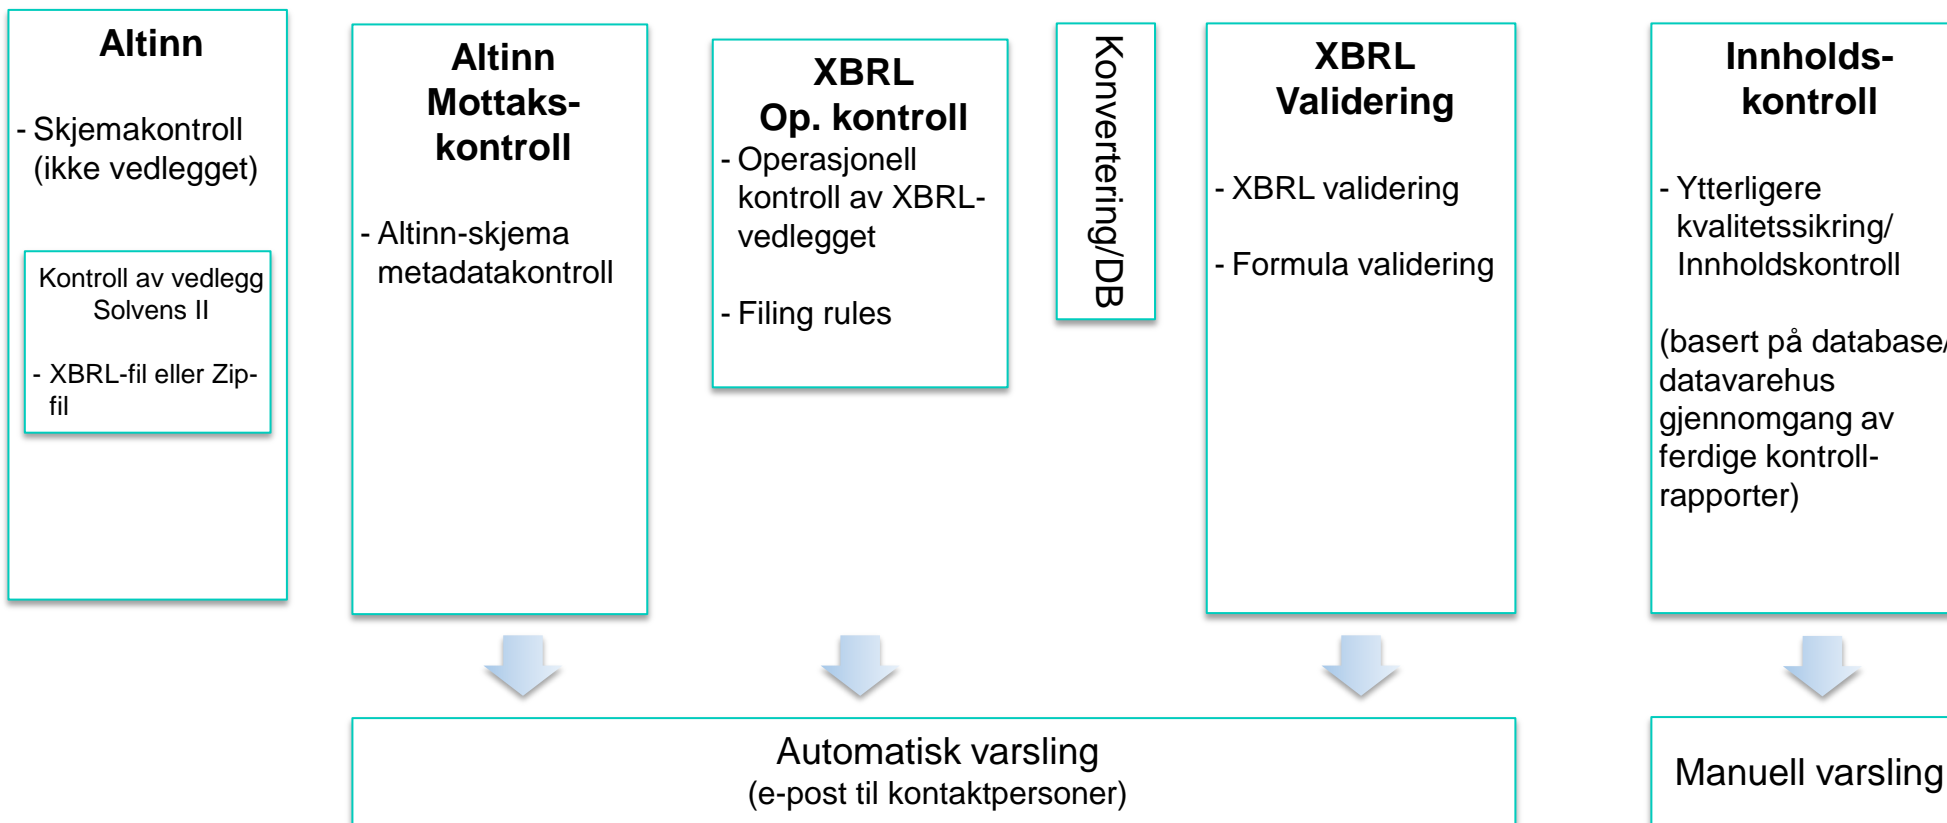 Altinn
- Skjemakontroll
(ikke vedlegget)
Kontroll av vedlegg
Solvens II
- XBRL-fil eller Zip-
fil
Altinn
Mottaks-
kontroll
- Altinn-skjema
metadatakontroll
XBRL
Op. kontroll
- Operasjonell
kontroll av XBRL-
vedlegget
- Filing rules
Konvertering/DB
XBRL
Validering
- XBRL validering
- Formula validering
Innholds-
kontroll
- Ytterligere
kvalitetssikring/
Innholdskontroll
(basert på database/
datavarehus
gjennomgang av
ferdige kontroll-
rapporter)
Automatisk varsling
(e-post til kontaktpersoner)
Manuell varsling